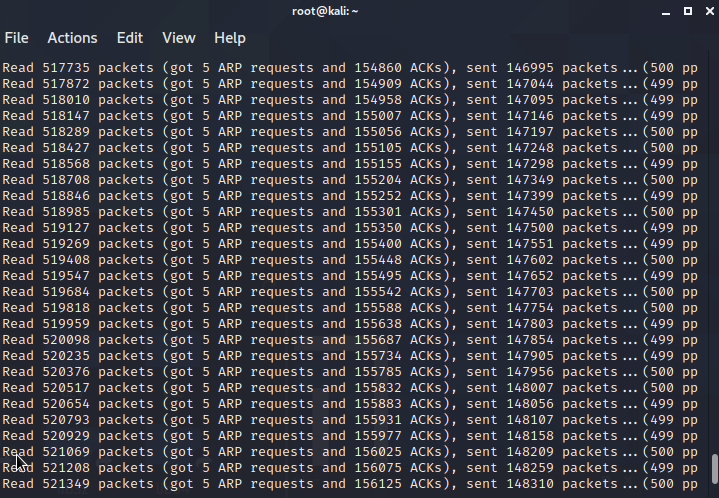 root@kali: ~
File Actions Edit View Help
Read 517735 packets (got 5 ARP requests and 154860 ACKs), sent 146995 packets...(500 pp
Read 517872 packets (got 5 ARP requests and 154909 ACKs), sent 147044 packets...(499 pp
Read 518010 packets (got 5 ARP requests and 154958 ACKs), sent 147095 packets...(499 pp
Read 518147 packets (got 5 ARP requests and 155007 ACKs), sent 147146 packets...(499 pp
Read 518289 packets (got 5 ARP requests and 155056 ACKs), sent 147197 packets...(500 pp
Read 518427 packets (got 5 ARP requests and 155105 ACKs), sent 147248 packets...(500 pp
Read 518568 packets (got 5 ARP requests and 155155 ACKs), sent 147298 packets...(499 pp
Read 518708 packets (got 5 ARP requests and 155204 ACKs), sent 147349 packets...(500 pp
Read 518846 packets (got 5 ARP requests and 155252 ACKs), sent 147399 packets...(499 pp
Read 518985 packets (got 5 ARP requests and 155301 ACKs), sent 147450 packets...(500 pp
Read 519127 packets (got 5 ARP requests and 155350 ACKs), sent 147500 packets...(499 pp
Read 519269 packets (got 5 ARP requests and 155400 ACKs), sent 147551 packets...(499 pp
Read 519408 packets (got 5 ARP requests and 155448 ACKs), sent 147602 packets...(500 pp
Read 519547 packets (got 5 ARP requests and 155495 ACKs), sent 147652 packets...(499 pp
Read 519684 packets (got 5 ARP requests and 155542 ACKs), sent 147703 packets...(500 pp
Read 519818 packets (got 5 ARP requests and 155588 ACKs), sent 147754 packets...(500 pp
Read 519959 packets (got 5 ARP requests and 155638 ACKs), sent 147803 packets...(499 pp
Read 520098 packets (got 5 ARP requests and 155687 ACKs), sent 147854 packets...(499 pp
Read 520235 packets (got 5 ARP requests and 155734 ACKs), sent 147905 packets...(499 pp
Read 520376 packets (got 5 ARP requests and 155785 ACKs), sent 147956 packets...(500 pp
Read 520517 packets (got 5 ARP requests and 155832 ACKs), sent 148007 packets...(500 pp
Read 520654 packets (got 5 ARP requests and 155883 ACKs), sent 148056 packets...(499 pp
Read 520793 packets (got 5 ARP requests and 155931 ACKs), sent 148107 packets...(499 pp
Read 520929 packets (got 5 ARP requests and 155977 ACKs), sent 148158 packets...(499 pp
Read 521069 packets (got 5 ARP requests and 156025 ACKs), sent 148209 packets...(500 pp
Read 521208 packets (got 5 ARP requests and 156075 ACKs), sent 148259 packets...(499 pp
Read 521349 packets (got 5 ARP requests and 156125 ACKs), sent 148310 packets...(500 pp